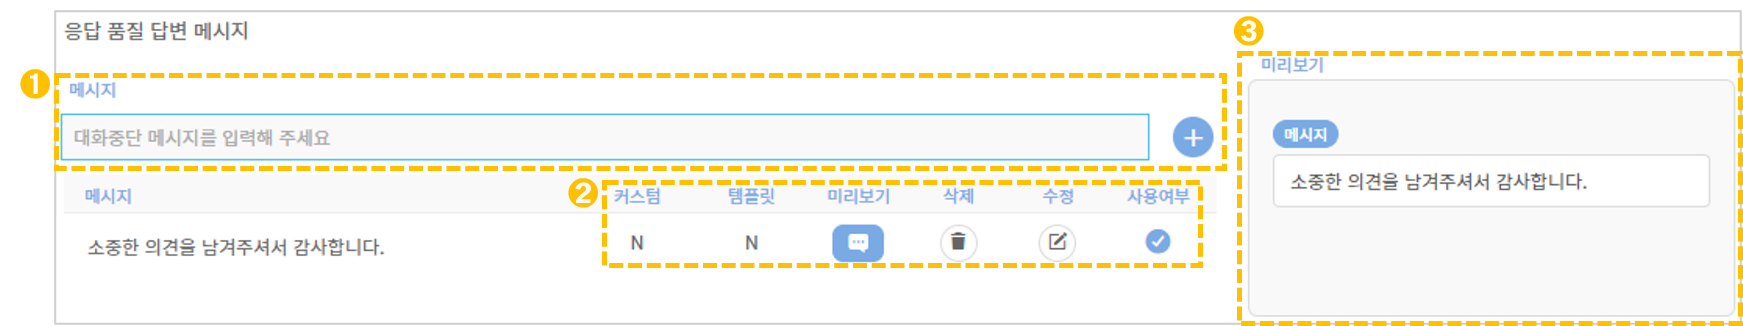 응답 품질 답변 메시지
1
메시지
대화중단 메시지를 입력해 주세요
메시지
2
커스텀 템플릿 미리보기 삭제 수정 사용여부
소중한 의견을 남겨주셔서 감사합니다.
N N
3
미리보기
메시지
소중한 의견을 남겨주셔서 감사합니다.